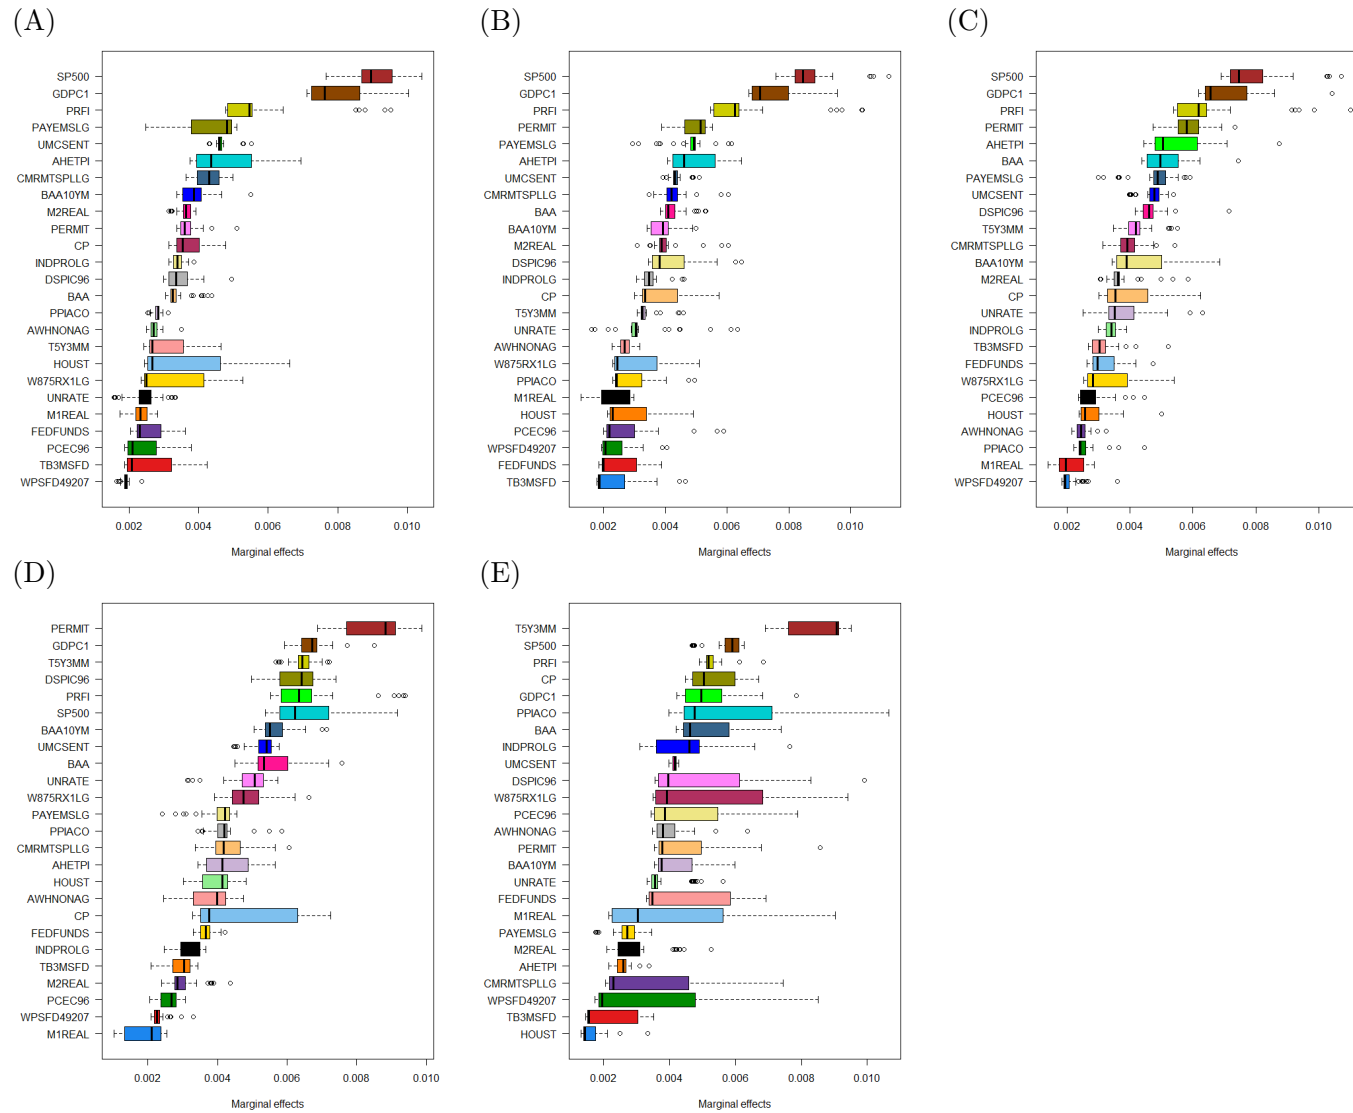 (A)
SP500
GDPC1
PRFI
PAYEMSLG
UMCSENT
AHETPI
CMRMTSPLLG
BAA10YM
M2REAL
PERMIT
CP
INDPROLG
DSPIC96
BAA
PPIACO
AWHNONAG
T5Y3MM
HOUST
W875RX1LG
UNRATE
M1REAL
FEDFUNDS
PCEC96
TB3MSFD
WPSFD49207
0.002 0.004 0.006 0.008 0.010
Marginal effects
(B)
SP500
GDPC1
PRFI
PERMIT
PAYEMSLG
AHETPI
UMCSENT
CMRMTSPLLG
BAA
BAA10YM
M2REAL
DSPIC96
INDPROLG
CP
T5Y3MM
UNRATE
AWHNONAG
W875RX1LG
PPIACO
M1REAL
HOUST
PCEC96
WPSFD49207
FEDFUNDS
TB3MSFD
0.002 0.004 0.006 0.008 0.010
Marginal effects
(C)
SP500
GDPC1
PRFI
PERMIT
AHETPI
BAA
PAYEMSLG
UMCSENT
DSPIC96
T5Y3MM
CMRMTSPLLG
BAA10YM
M2REAL
CP
UNRATE
INDPROLG
TB3MSFD
FEDFUNDS
W875RX1LG
PCEC96
HOUST
AWHNONAG
PPIACO
M1REAL
WPSFD49207
0.002 0.004 0.006 0.008 0.010
Marginal effects
(D)
PERMIT
GDPC1
T5Y3MM
DSPIC96
PRFI
SP500
BAA10YM
UMCSENT
BAA
UNRATE
W875RX1LG
PAYEMSLG
PPIACO
CMRMTSPLLG
AHETPI
HOUST
AWHNONAG
CP
FEDFUNDS
INDPROLG
TB3MSFD
M2REAL
PCEC96
WPSFD49207
M1REAL
0.002 0.004 0.006 0.008 0.010
Marginal effects
(E)
T5Y3MM
SP500
PRFI
CP
GDPC1
PPIACO
BAA
INDPROLG
UMCSENT
DSPIC96
W875RX1LG
PCEC96
AWHNONAG
PERMIT
BAA10YM
UNRATE
FEDFUNDS
M1REAL
PAYEMSLG
M2REAL
AHETPI
CMRMTSPLLG
WPSFD49207
TB3MSFD
HOUST
0.002 0.004 0.006 0.008 0.010
Marginal effects